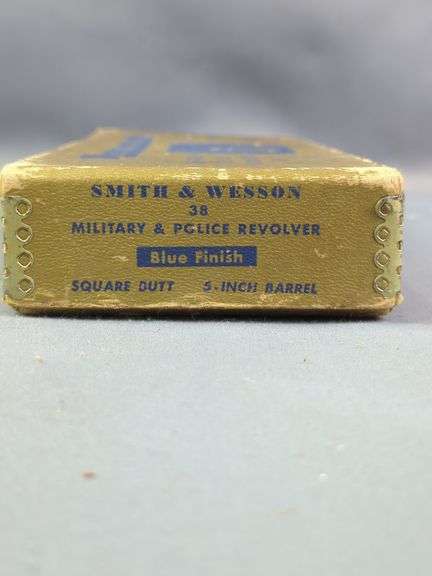 SMITH & WESSON
38
MILITARY & POLICE REVOLVER
Blue Finish
SQUARE BUTT 5-INCH BARREL